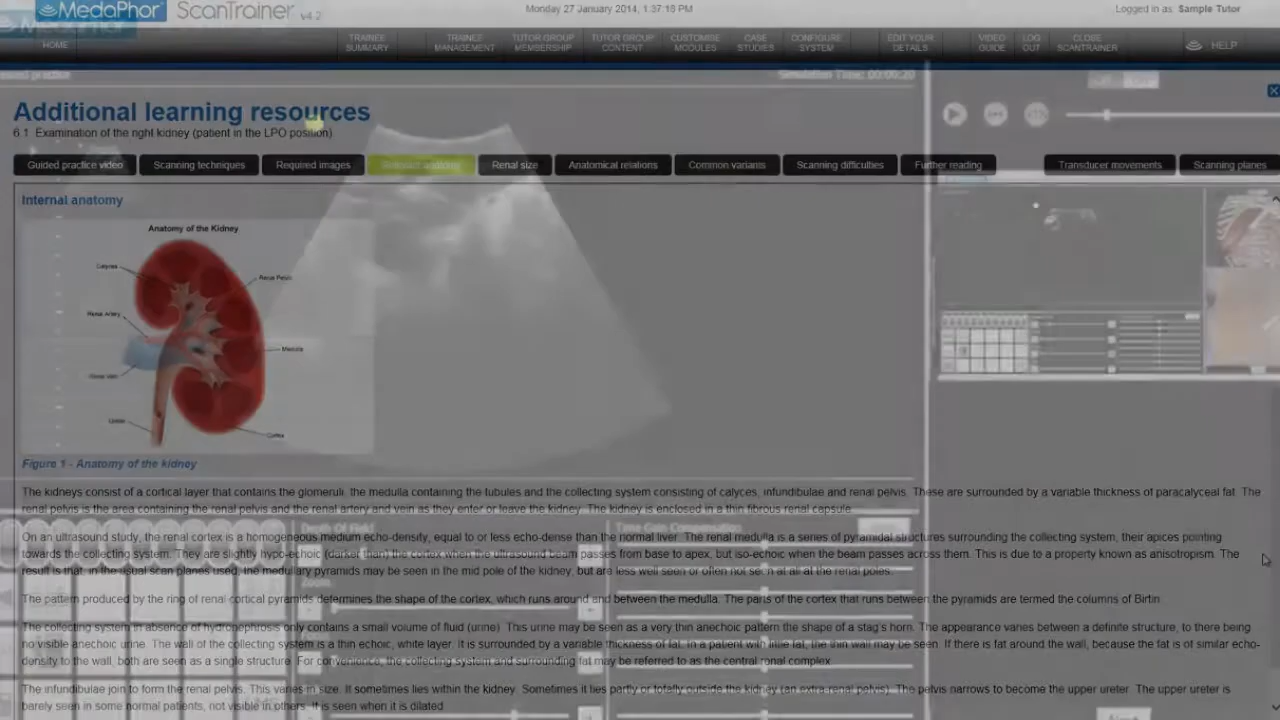 MEDAPHOR ScanTrainer v4.2
Monday 27 January 2014, 1:37:18 PM
Logged in as: Sample Tutor
HOME
TRAINEE SUMMARY
TRAINEE MANAGEMENT
TUTOR GROUP MEMBERSHIP
TUTOR GROUP CONTENT
CUSTOMISE MODULES
CASE STUDIES
CONFIGURE SYSTEM
EDIT YOUR DETAILS
VIDEO GUIDE
LOG OUT
CLOSE SCANTRAINER
HELP
Simulation Time: 00:00:20
Additional learning resources
6.1 Examination of the right kidney (patient in the LPO position)
Guided practice video
Scanning techniques
Required images
Relevant anatomy
Renal size
Anatomical relations
Common variants
Scanning difficulties
Further reading
Transducer movements
Scanning planes
Internal anatomy
Anatomy of the Kidney
Calyces
Renal Pelvis
Renal Artery
Medulla
Renal Vein
Ureter
Cortex
Figure 1 - Anatomy of the kidney
The kidneys consist of a cortical layer that contains the glomeruli, the medulla containing the tubules and the collecting system consisting of calyces, infundibulae and renal pelvis. These are surrounded by a variable thickness of paracalyceal fat. The
renal pelvis is the area containing the renal pelvis and the renal artery and vein as they enter or leave the kidney. The kidney is enclosed in a thin fibrous renal capsule.
Depth Of Field
Time Gain Compensation
On an ultrasound study, the renal cortex is a homogeneous medium echo-density, equal to or less echo-dense than the normal liver. The renal medulla is a series of pyramidal structures surrounding the collecting system, their apices pointing
towards the collecting system. They are slightly hypo-echoic (darker than) the cortex when the ultrasound beam passes from base to apex, but iso-echoic when the beam passes across them. This is due to a property known as anisotropism. The
result is that, in the usual scan planes used, the medullary pyramids may be seen in the mid pole of the kidney, but are less well seen or often not seen at all at the renal poles.
Zoom
The pattern produced by the ring of renal cortical pyramids determines the shape of the cortex, which runs around and between the medulla. The parts of the cortex that runs between the pyramids are termed the columns of Birtin.
The collecting system in absence of hydronephrosis only contains a small volume of fluid (urine). This urine may be seen as a very thin anechoic pattern the shape of a stag's horn. The appearance varies between a definite structure, to there being
no visible anechoic urine. The wall of the collecting system is a thin echoic, white layer. it is surrounded by a variable thickness of fat. In a patient with little fat, the thin wall may be seen. If there is fat around the wall, because the fat is of similar echo-
density to the wall, both are seen as a single structure. For convenience, the collecting system and surrounding fat may be referred to as the central renal complex.
The infundibulae join to form the renal pelvis. This varies in size. It sometimes lies within the kidney. Sometimes it lies partly or totally outside the kidney (an extrarenal pelvis). The pelvis narrows to become the upper ureter. The upper ureter is
barely seen in some normal patients, not visible in others. It is seen when it is dilated